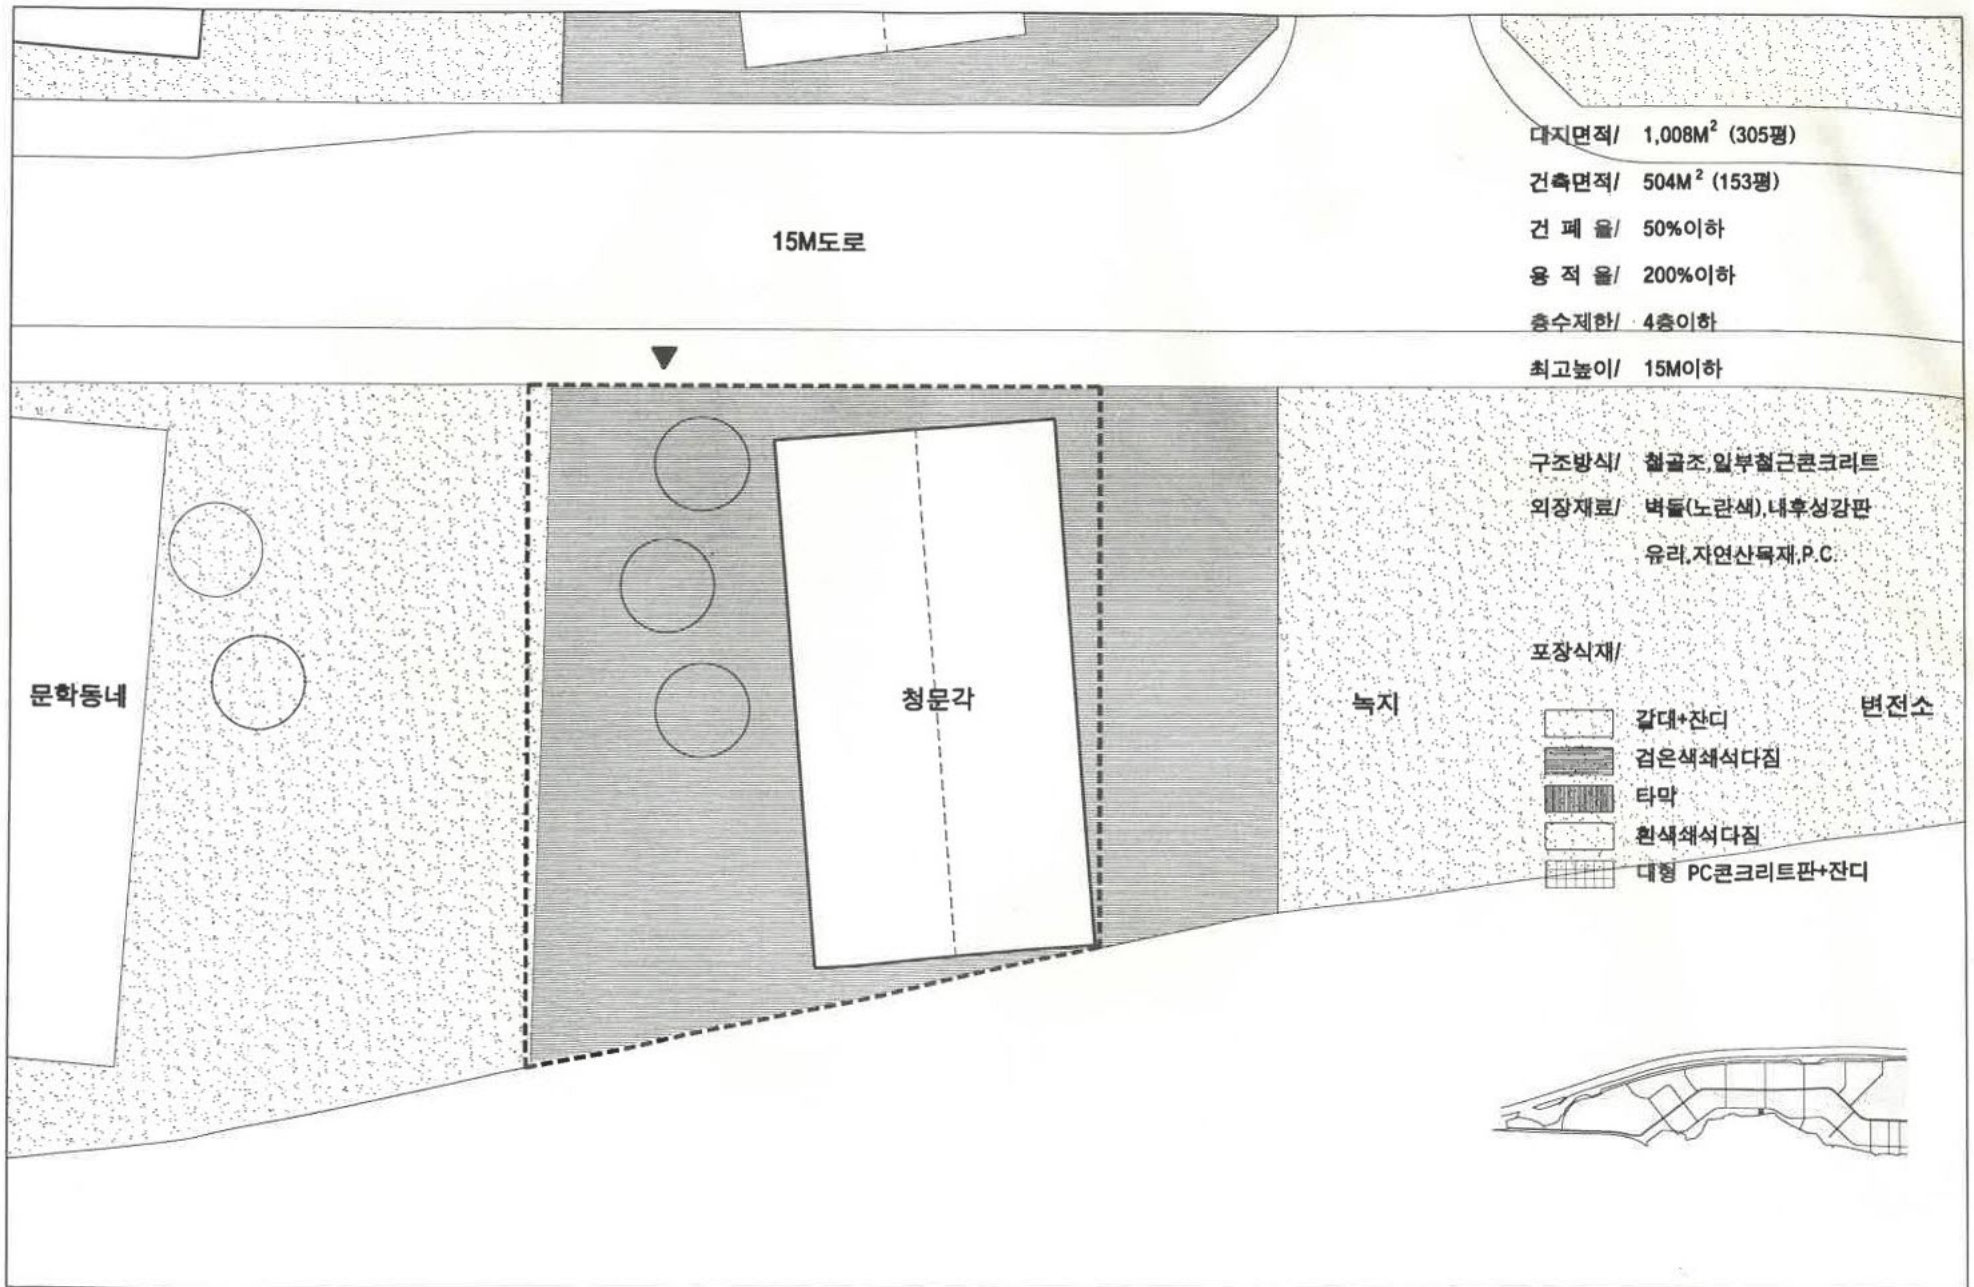 대지면적/ 1,008M² (305평)
건축면적/ 504M² (153평)
건 폐 율/ 50%이하
용 적 율/ 200%이하
층수제한/ 4층이하
최고높이/ 15M이하
15M도로
구조방식/ 철골조,일부철근콘크리트
외장재료/ 벽돌(노란색),내후성강판
유리,자연산목재,P.C.
포장식재/
갈대+잔디
검은색쇄석다짐
타막
흰색쇄석다짐
대형 PC콘크리트판+잔디
문학동네
청문각
녹지
변전소